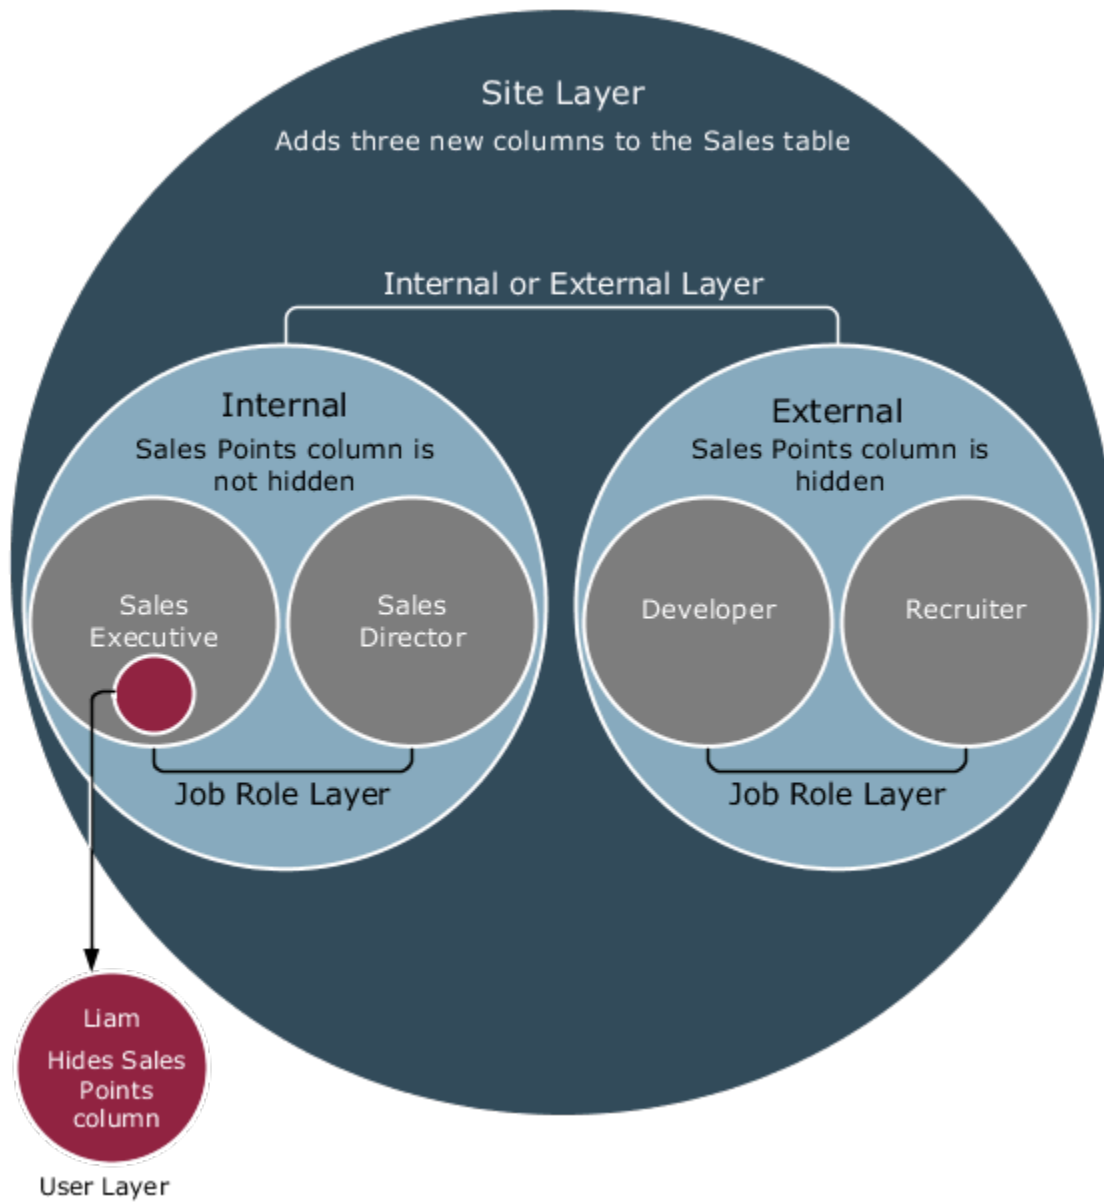 Site Layer
Adds three new columns to the Sales table
Internal or External Layer
Internal
Sales Points column is
not hidden
External
Sales Points column is
hidden
Sales
Executive
Sales
Director
Developer
Recruiter
Job Role Layer
Job Role Layer
Liam
Hides Sales
Points
column
User Layer